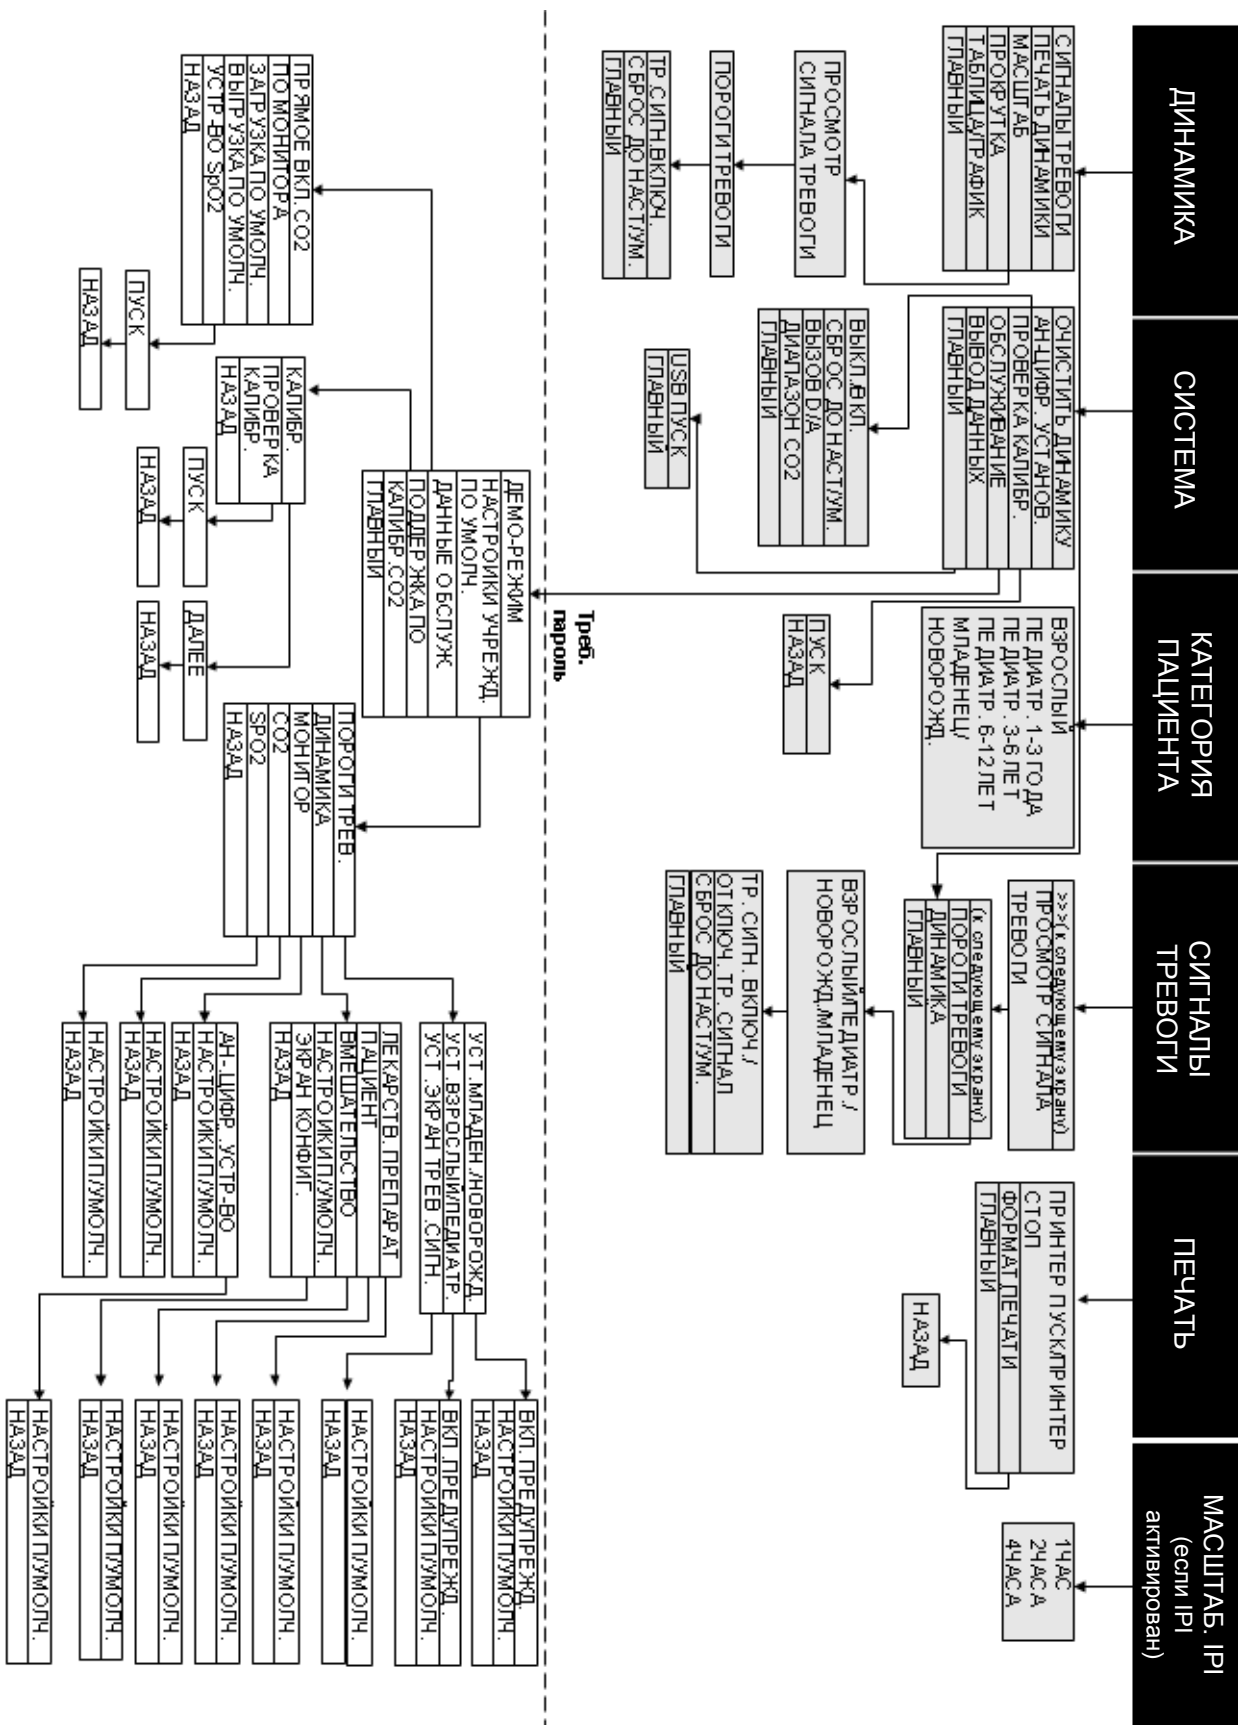 ДИНАМИКА
СИГНАЛЫ ТРЕВОГИ
ПЕЧАТЬ ДИНАМИКИ
МАСШТАБ
ПРОКРУТКА
ТАБЛИЦА/ГРАФИК
ГЛАВНЫЙ
ПРОСМОТР
СИГНАЛА ТРЕВОГИ
ПОРОГИ ТРЕВОГИ
ТР.СИГН.ВКЛЮЧ.
СБРОС ДО НАСТ/УМ.
ГЛАВНЫЙ
СИСТЕМА
ОЧИСТИТЬ ДИНАМИКУ
АН-ЦИФР. УСТАНОВ.
ПРОВЕРКА КАЛИБР.
ОБСЛУЖИВАНИЕ
ВЫВОД ДАННЫХ
ГЛАВНЫЙ
ВЫКЛ./ВКЛ.
СБРОС ДО НАСТ/УМ.
ВЫЗОВ D/A
ДИАПАЗОН CO2
ГЛАВНЫЙ
USB ПУСК
ГЛАВНЫЙ
КАТЕГОРИЯ
ПАЦИЕНТА
ВЗРОСЛЫЙ
ПЕДИАТР. 1-3 ГОДА
ПЕДИАТР. 3-6 ЛЕТ
ПЕДИАТР. 6-12 ЛЕТ
МЛАДЕНЕЦ/
НОВОРОЖД.
ПУСК
НАЗАД
СИГНАЛЫ
ТРЕВОГИ
>>>(к следующему экрану)
ПРОСМОТР СИГНАЛА
ТРЕВОГИ
(к следующему экрану)
ПОРОГИ ТРЕВОГИ
ДИНАМИКА
ГЛАВНЫЙ
ВЗРОСЛЫЙ/ПЕДИАТР./
НОВОРОЖД.МЛАДЕНЕЦ
ТР. СИГН. ВКЛЮЧ./
ОТКЛЮЧ. ТР. СИГНАЛ
СБРОС ДО НАСТ/УМ.
ГЛАВНЫЙ
ПЕЧАТЬ
ПРИНТЕР ПУСК/ПРИНТЕР
СТОП
ФОРМАТ ПЕЧАТИ
ГЛАВНЫЙ
НАЗАД
МАСШТАБ. IPI
(если IPI
активирован)
1 ЧАС
2 ЧАСА
4 ЧАСА
Треб.
пароль
ДЕМО-РЕЖИМ
НАСТРОЙКИ УЧРЕЖД.
ПО УМОЛЧ.
ДАННЫЕ ОБСЛУЖ
ПОДДЕРЖКА ПО
КАЛИБР.CO2
ГЛАВНЫЙ
ПРЯМОЕ ВКЛ. CO2
ПО МОНИТОРА
ЗАГРУЗКА ПО УМОЛЧ.
ВЫГРУЗКА ПО УМОЛЧ.
УСТР-ВО SpO2
НАЗАД
ПУСК
НАЗАД
КАЛИБР.
ПРОВЕРКА
КАЛИБР.
НАЗАД
ПУСК
НАЗАД
ДАЛЕЕ
НАЗАД
ПОРОГИ ТРЕВ.
ДИНАМИКА
МОНИТОР
CO2
SPO2
НАЗАД
УСТ .МЛАДЕН./НОВОРОЖД.
УСТ .ВЗРОСЛЫЙ/ПЕДИАТР.
УСТ .ЭКРАН ТРЕВ .СИГН.
ЛЕКАРСТВ. ПРЕПАРАТ
ПАЦИЕНТ
ВМЕШАТЕЛЬСТВО
НАСТРОЙКИ П/УМОЛЧ.
ЭКРАН КОНФИГ.
НАЗАД
АН.-ЦИФР. .УСТР-ВО
НАСТРОЙКИ П/УМОЛЧ.
НАЗАД
НАСТРОЙКИ П/УМОЛЧ.
НАЗАД
НАСТРОЙКИ П/УМОЛЧ.
НАЗАД
ВКЛ. ПРЕДУПРЕЖД.
НАСТРОЙКИ П/УМОЛЧ.
НАЗАД
ВКЛ .ПРЕДУПРЕЖД.
НАСТРОЙКИ П/УМОЛЧ.
НАЗАД
НАСТРОЙКИ П/УМОЛЧ.
НАЗАД
НАСТРОЙКИ П/УМОЛЧ.
НАЗАД
НАСТРОЙКИ П/УМОЛЧ.
НАЗАД
НАСТРОЙКИ П/УМОЛЧ.
НАЗАД
НАСТРОЙКИ П/УМОЛЧ.
НАЗАД
НАСТРОЙКИ П/УМОЛЧ.
НАЗАД